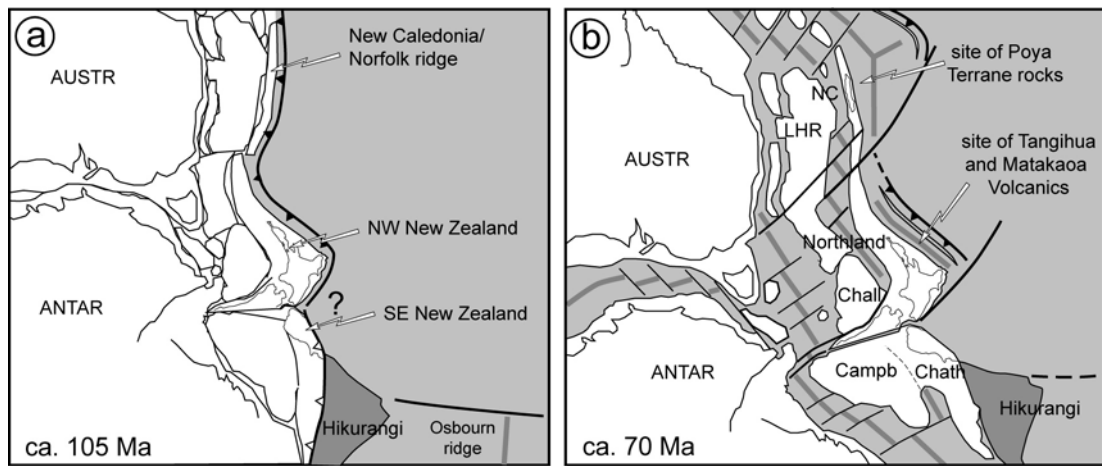 a
AUSTR
New Caledonia/
Norfolk ridge
NW New Zealand
?
ANTAR
SE New Zealand
Hikurangi
Osbourn
ridge
ca. 105 Ma
b
NC
site of Poya
Terrane rocks
LHR
AUSTR
site of Tangihua
and Matakaoa
Volcanics
Northland
Chall
ANTAR
Campb
Chath
Hikurangi
ca. 70 Ma